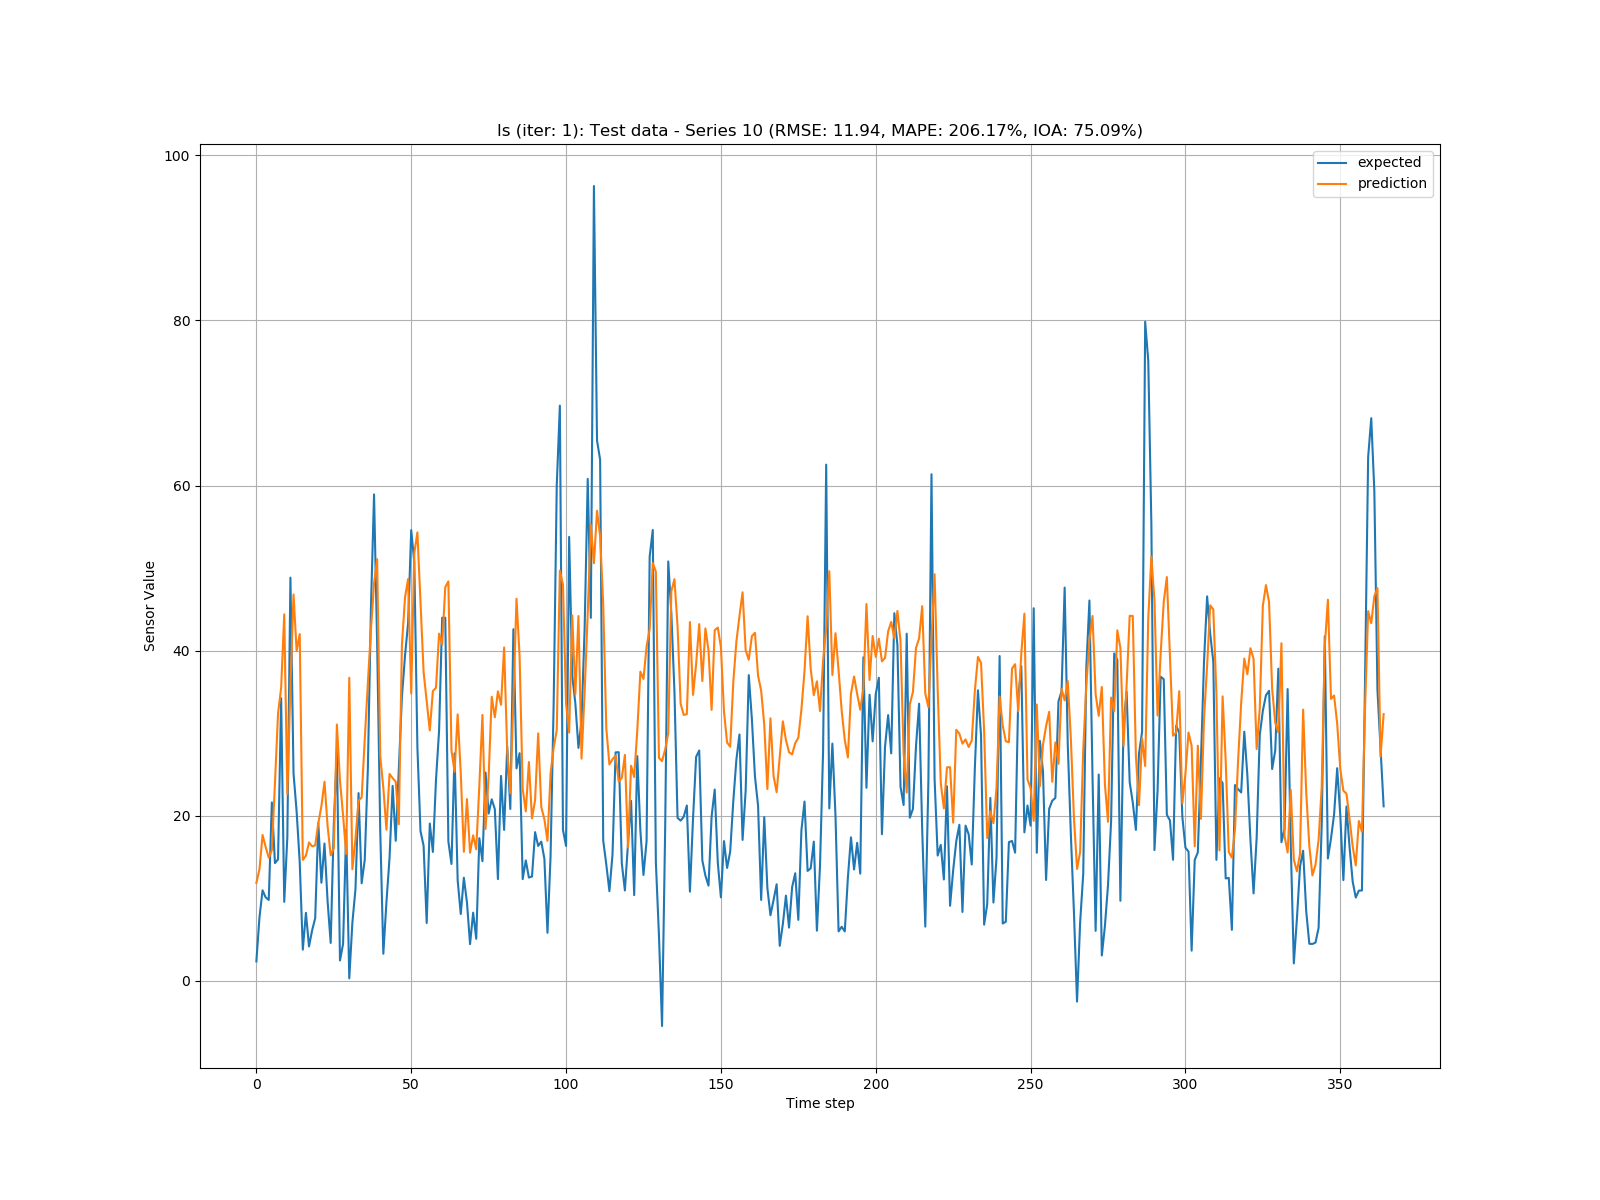 ls (iter: 1): Test data - Series 10 (RMSE: 11.94, MAPE: 206.17%, IOA: 75.09%)
expected
prediction
100
80
60
40
20
0
Sensor Value
0 50 100 150 200 250 300 350
Time step